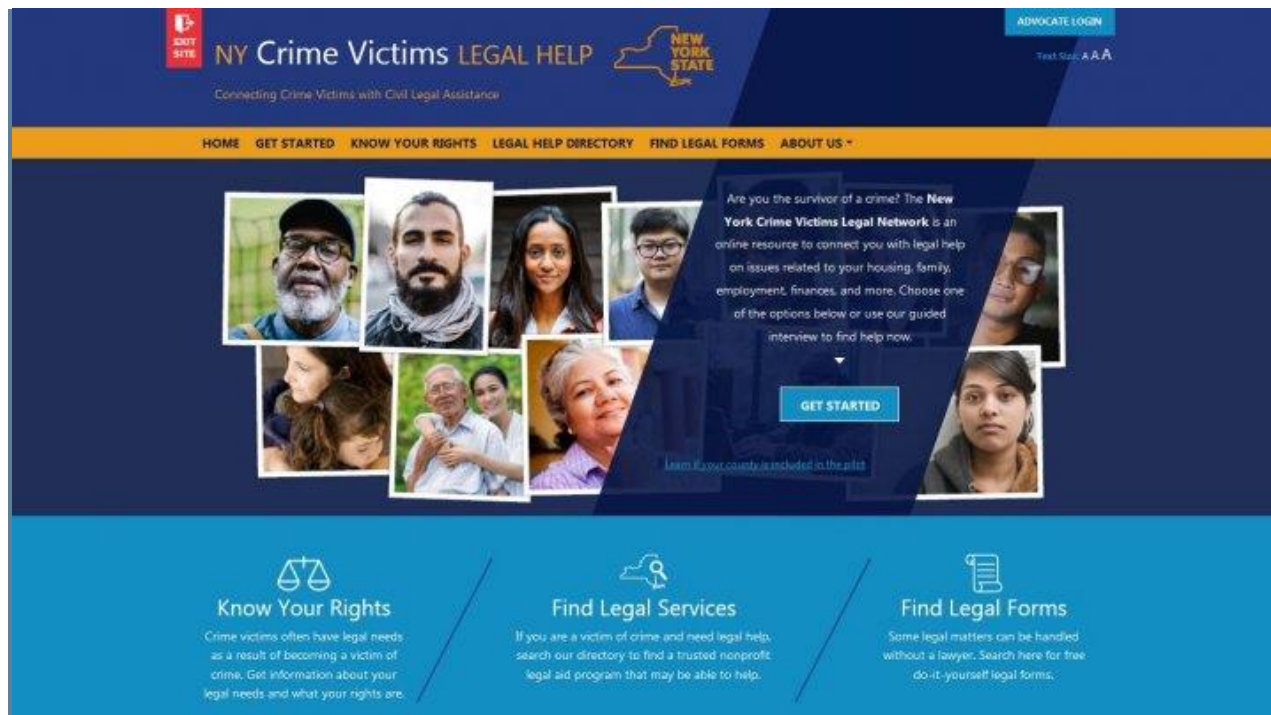 EXIT
SITE
NY Crime Victims LEGAL HELP
NEW
YORK
STATE
Connecting Crime Victims with Civil Legal Assistance
ADVOCATE LOGIN
Text Size: A A A
HOME GET STARTED KNOW YOUR RIGHTS LEGAL HELP DIRECTORY FIND LEGAL FORMS ABOUT US
Are you the survivor of a crime? The New
York Crime Victims Legal Network is an
online resource to connect you with legal help
on issues related to your housing, family,
employment, finances, and more. Choose one
of the options below or use our guided
interview to find help now.
GET STARTED
Learn if your county is included in the pilot
Know Your Rights
Crime victims often have legal needs
as a result of becoming a victim of
crime. Get information about your
legal needs and what your rights are.
Find Legal Services
If you are a victim of crime and need legal help,
search our directory to find a trusted nonprofit
legal aid program that may be able to help.
Find Legal Forms
Some legal matters can be handled
without a lawyer. Search here for free
do-it-yourself legal forms.